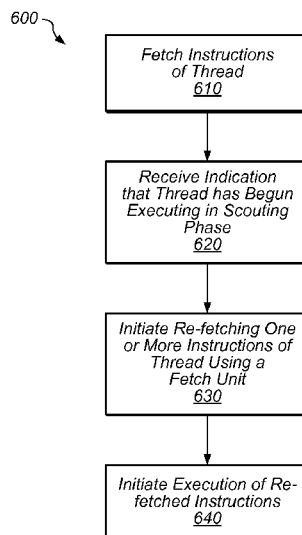 600
Fetch Instructions
of Thread
610
Receive Indication
that Thread has Begun
Executing in Scouting
Phase
620
Initiate Re-fetching One
or More Instructions of
Thread Using a
Fetch Unit
630
Initiate Execution of Re-
fetched Instructions
640